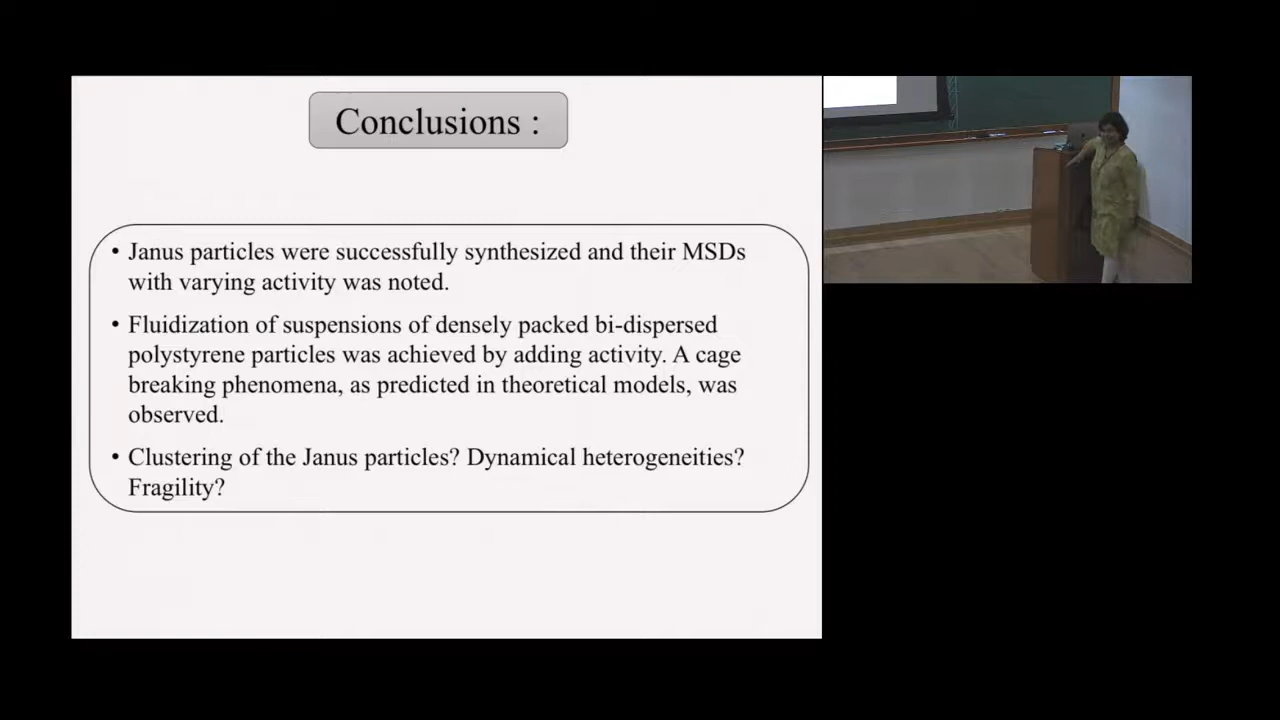 Conclusions :
• Janus particles were successfully synthesized and their MSDs
with varying activity was noted.
• Fluidization of suspensions of densely packed bi-dispersed
polystyrene particles was achieved by adding activity. A cage
breaking phenomena, as predicted in theoretical models, was
observed.
• Clustering of the Janus particles? Dynamical heterogeneities?
Fragility?